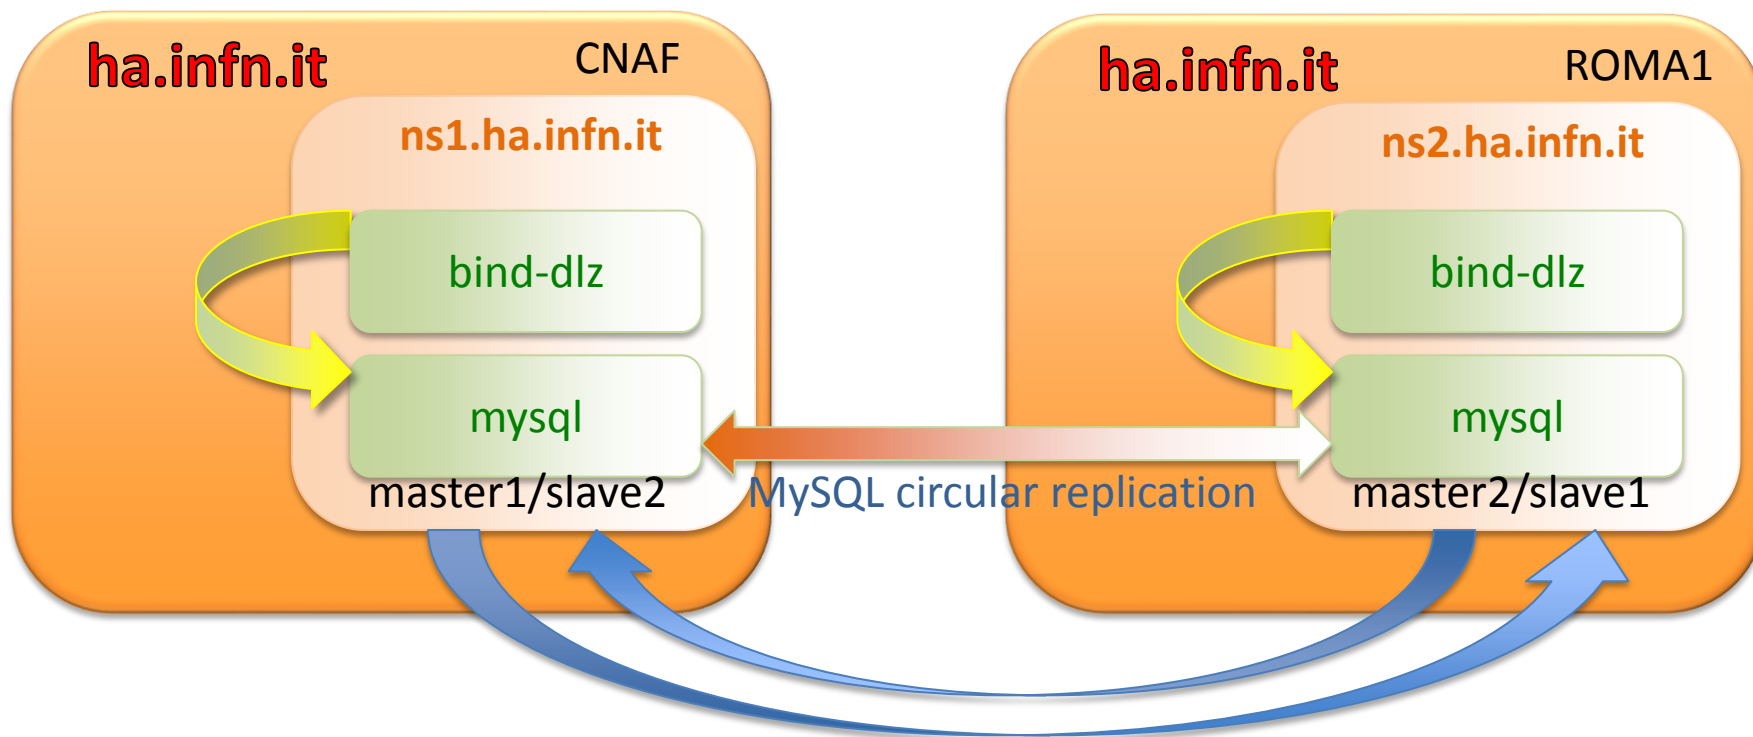 ha.infn.it
CNAF
ns1.ha.infn.it
bind-dlz
mysql
master1/slave2
MySQL circular replication
ha.infn.it
ROMA1
ns2.ha.infn.it
bind-dlz
mysql
master2/slave1